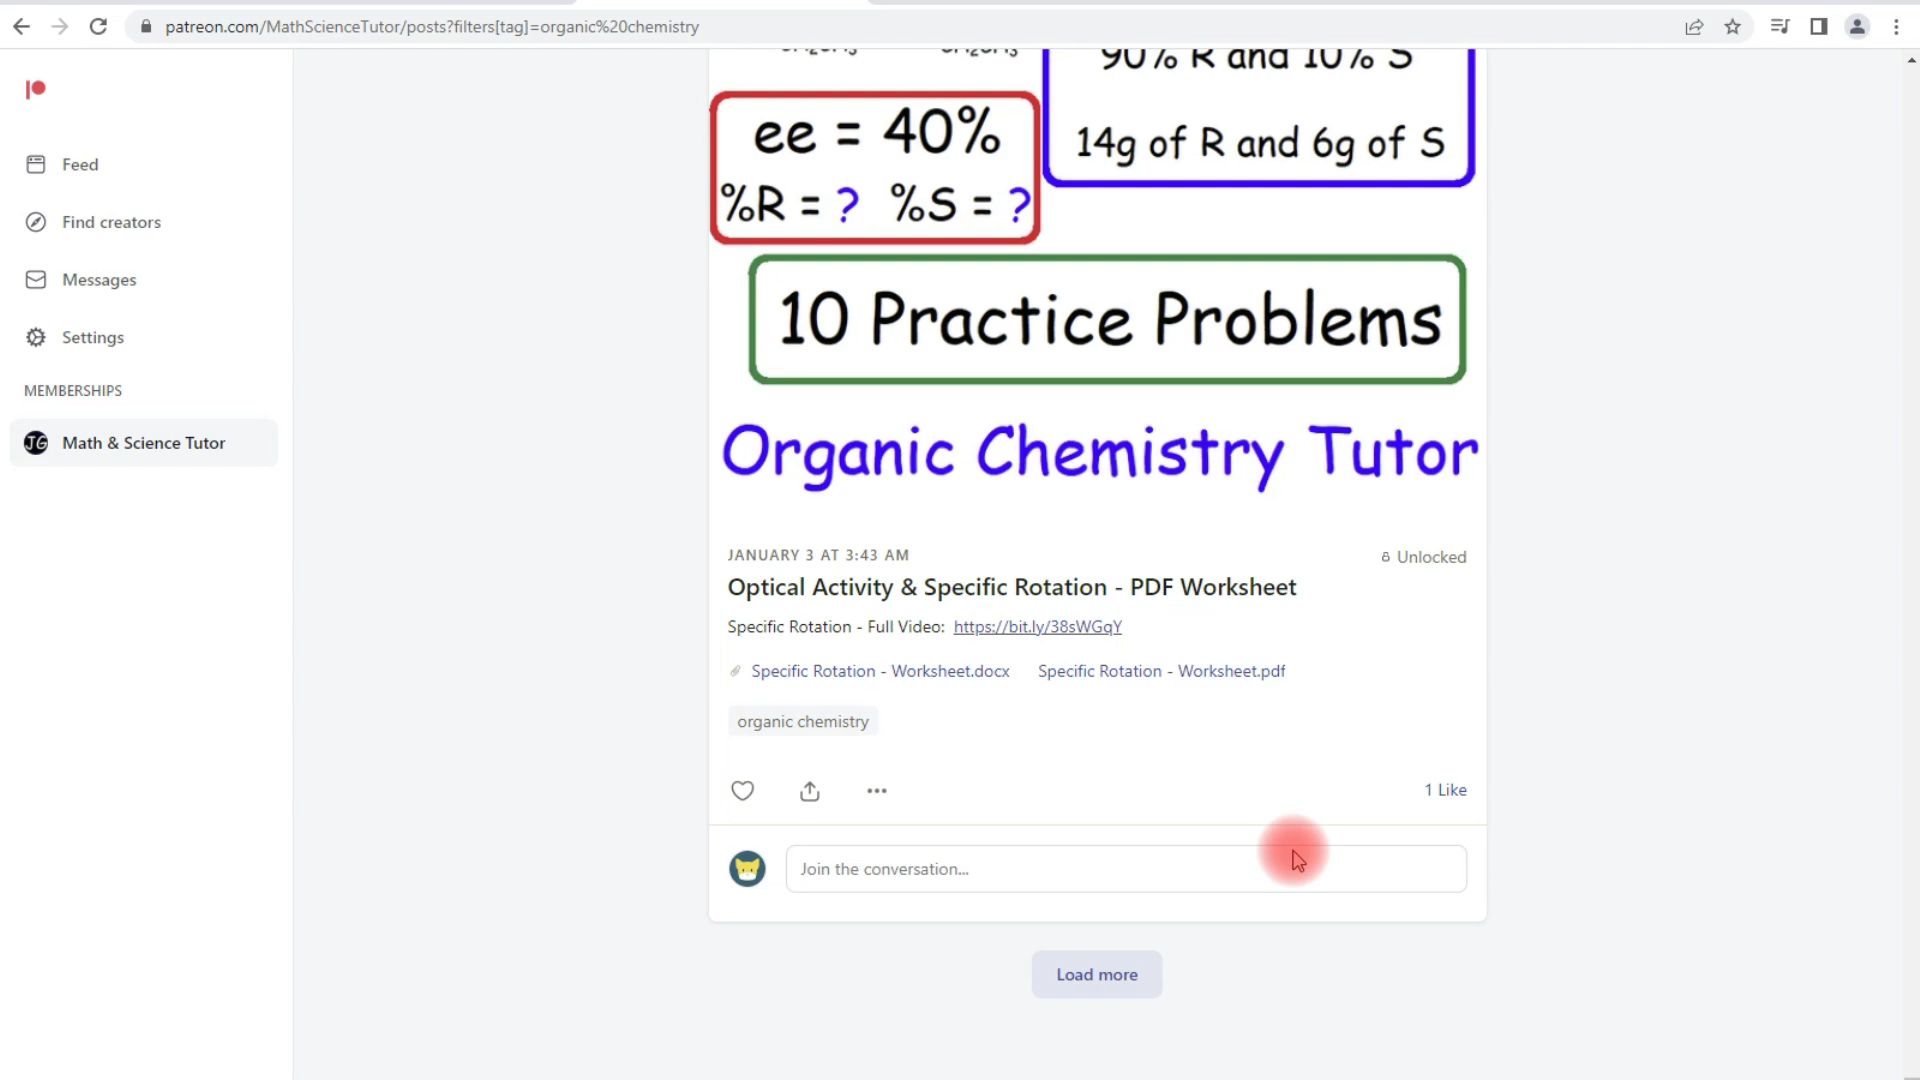 patreon.com/MathScienceTutor/posts?filters[tag]=organic%20chemistry
90% R and 10% S
ee = 40%
14g of R and 6g of S
%R = ? %S = ?
10 Practice Problems
Organic Chemistry Tutor
Feed
Find creators
Messages
Settings
MEMBERSHIPS
JG Math & Science Tutor
JANUARY 3 AT 3:43 AM
Unlocked
Optical Activity & Specific Rotation - PDF Worksheet
Specific Rotation - Full Video: https://bit.ly/38sWGqY
Specific Rotation - Worksheet.docx Specific Rotation - Worksheet.pdf
organic chemistry
1 Like
Join the conversation...
Load more